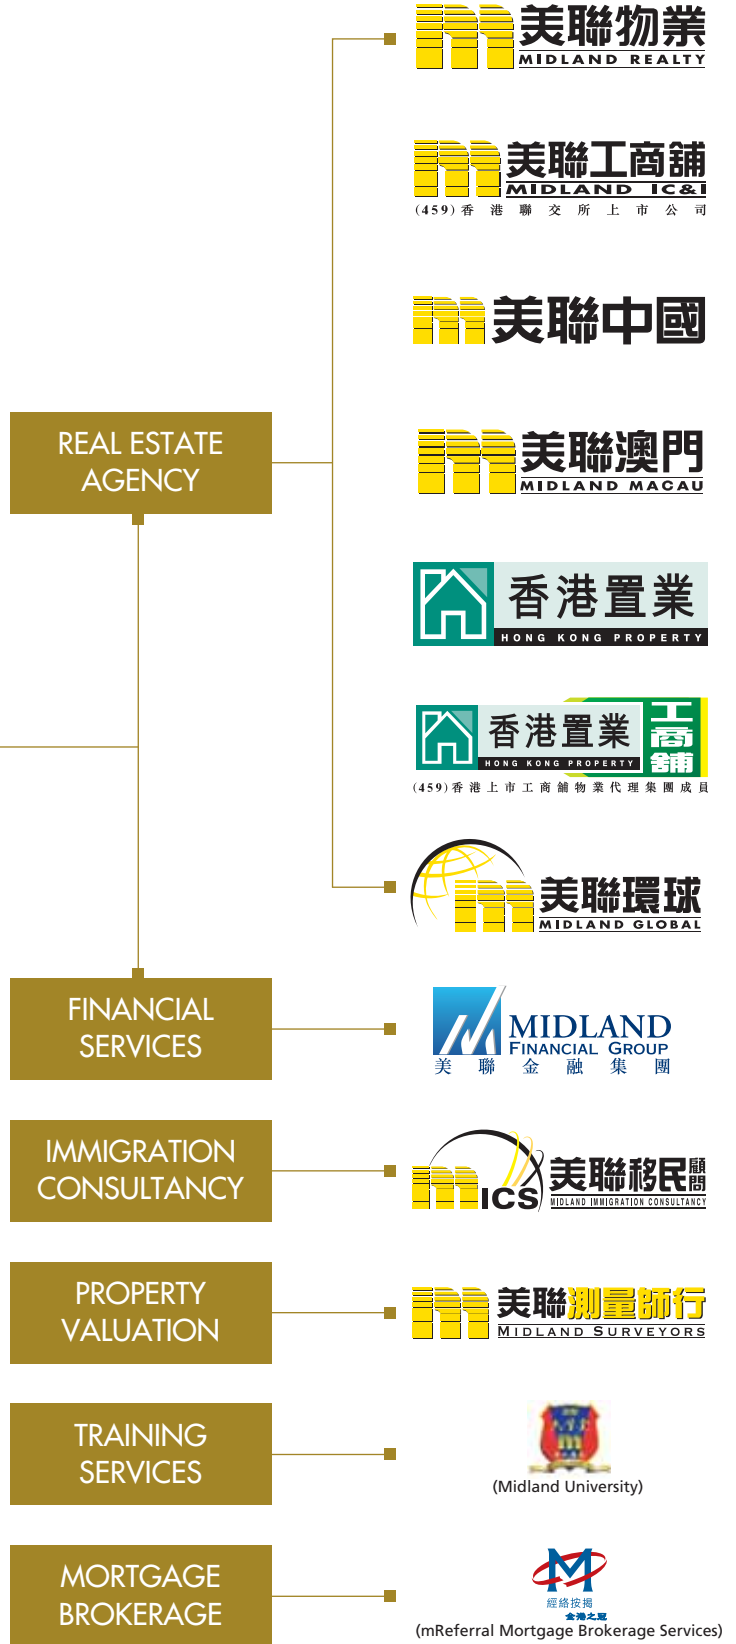 美聯物業
MIDLAND REALTY
美聯工商舖
MIDLAND IC&I
(459)香港聯交所上市公司
美聯中國
REAL ESTATE
AGENCY
美聯澳門
MIDLAND MACAU
香港置業
HONG KONG PROPERTY
香港置業
HONG KONG PROPERTY
工商舖
(459)香港上市工商舖物業代理集團成員
美聯環球
MIDLAND GLOBAL
FINANCIAL
SERVICES
MIDLAND
FINANCIAL GROUP
美聯金融集團
IMMIGRATION
CONSULTANCY
mICS
美聯移民顧問
MIDLAND IMMIGRATION CONSULTANCY
PROPERTY
VALUATION
美聯測量師行
MIDLAND SURVEYORS
TRAINING
SERVICES
(Midland University)
MORTGAGE
BROKERAGE
經絡按揭
金港之冠
(mReferral Mortgage Brokerage Services)